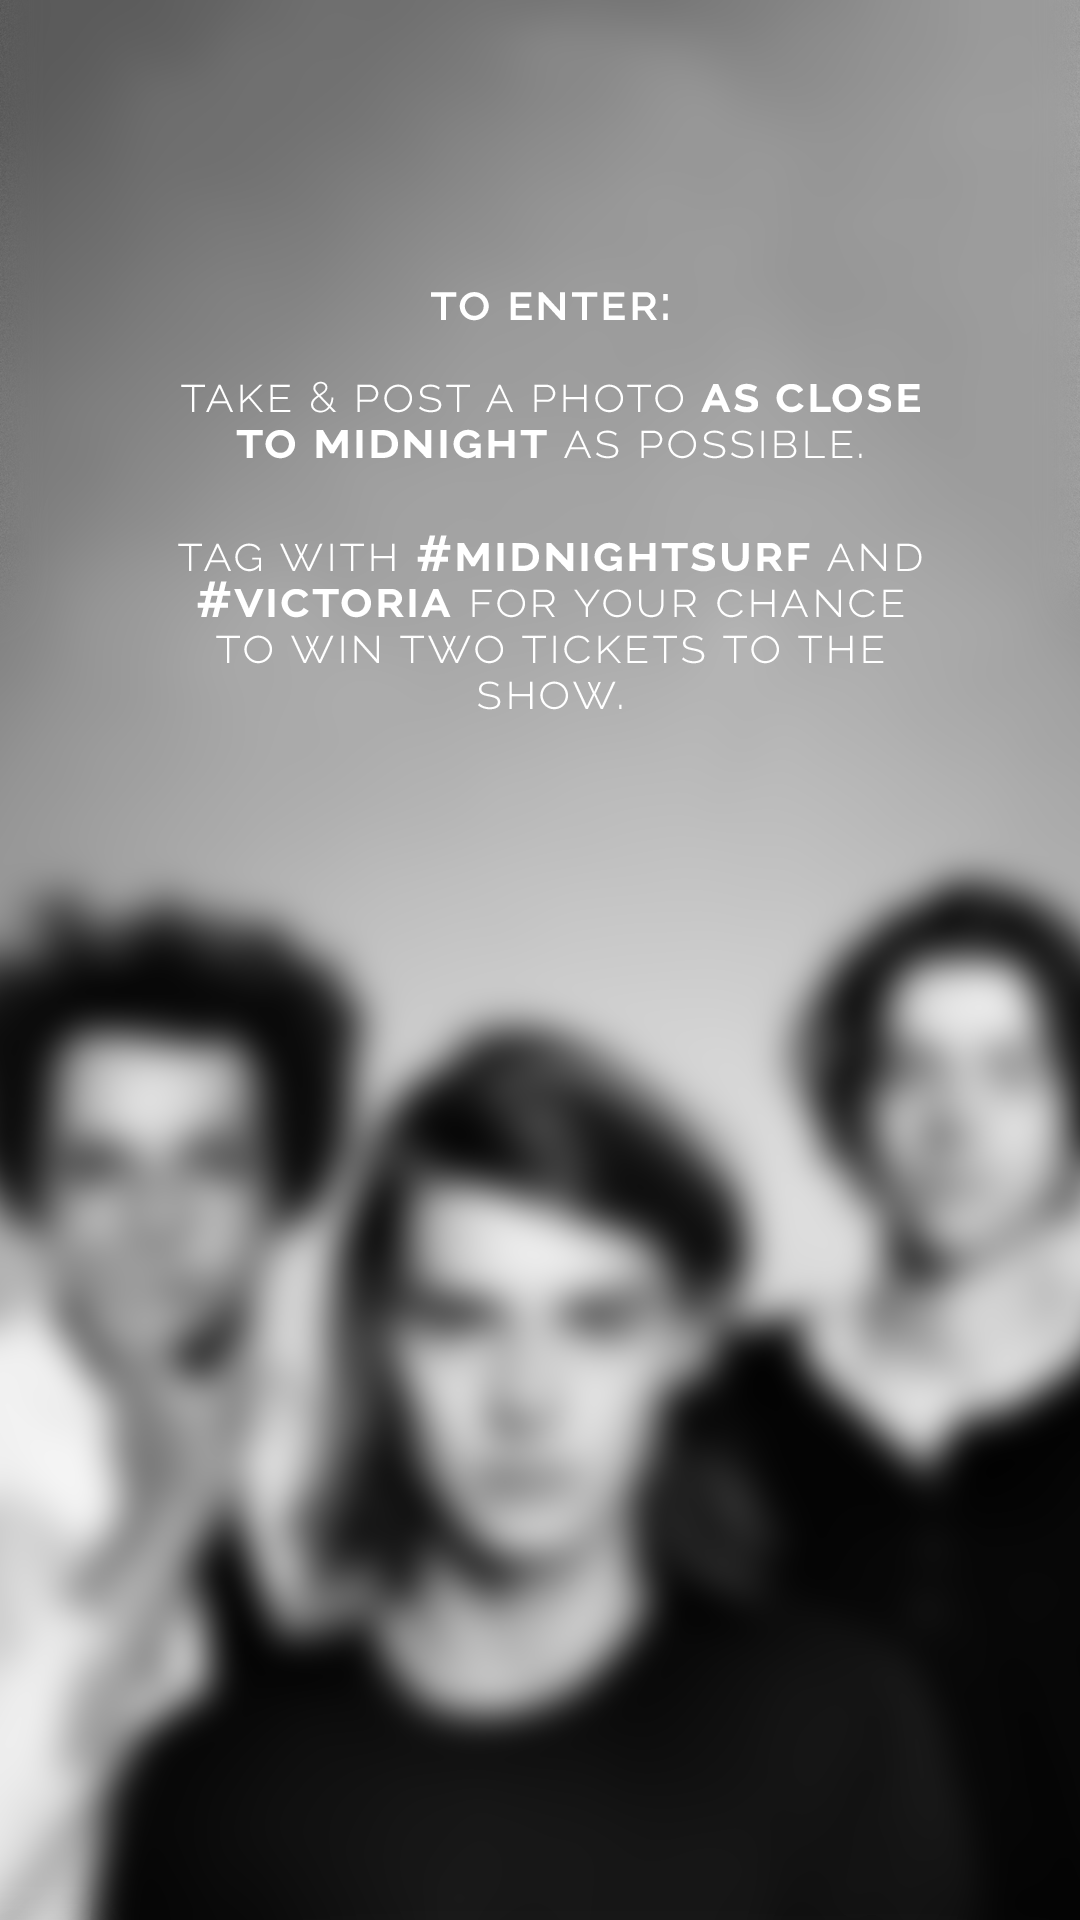 TO ENTER:
TAKE & POST A PHOTO AS CLOSE
TO MIDNIGHT AS POSSIBLE.
TAG WITH #MIDNIGHTSURF AND
#VICTORIA FOR YOUR CHANCE
TO WIN TWO TICKETS TO THE
SHOW.